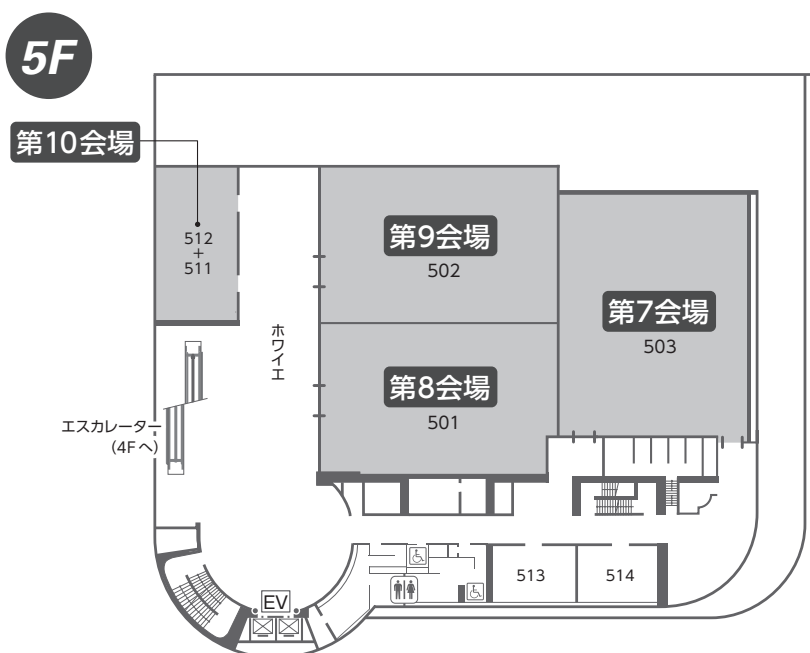 5F
第10会場
512
+
511
第9会場
502
第7会場
503
ホワイエ
第8会場
501
エスカレーター
(4Fへ)
513
514
EV